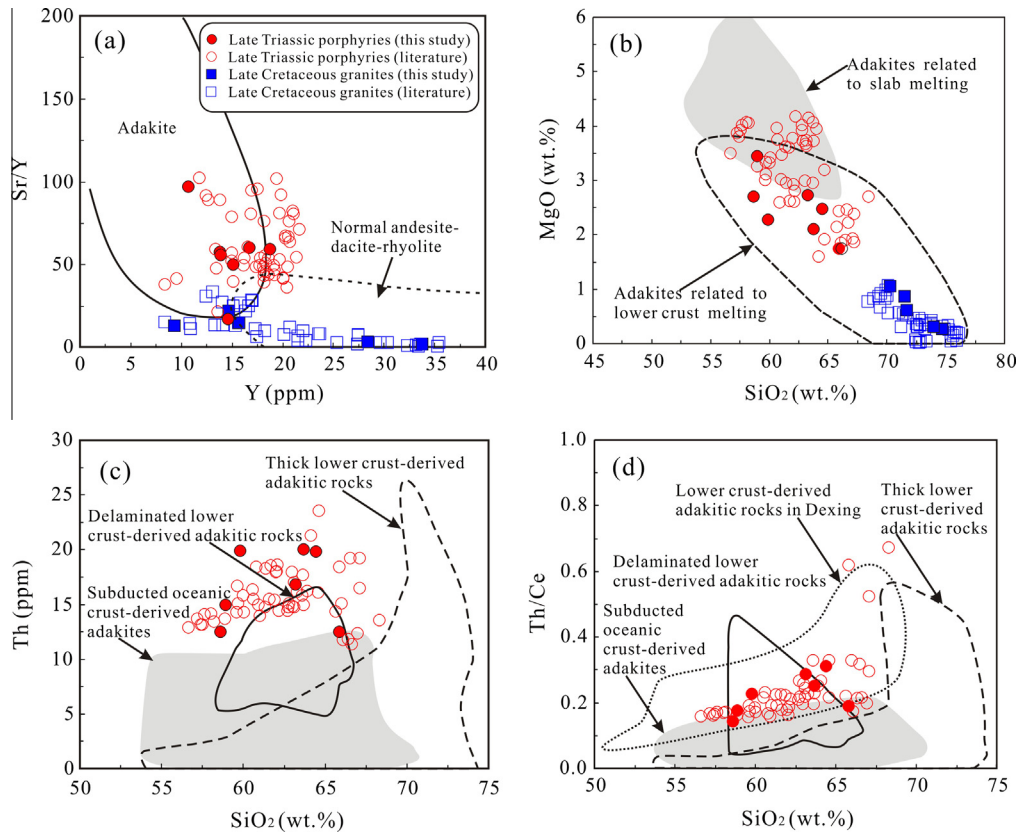 (a)
Late Triassic porphyries (this study)
Late Triassic porphyries (literature)
Late Cretaceous granites (this study)
Late Cretaceous granites (literature)
Adakite
Normal andesite-
dacite-rhyolite
200
150
100
50
0
Sr/Y
0 5 10 15 20 25 30 35 40
Y (ppm)
(b)
Adakites related
to slab melting
Adakites related to
lower crust melting
6
5
4
3
2
1
0
MgO (wt.%)
45 50 55 60 65 70 75 80
SiO₂ (wt.%)
(c)
Thick lower crust-derived
adakitic rocks
Delaminated lower
crust-derived adakitic rocks
Subducted oceanic
crust-derived
adakites
30
25
20
15
10
5
0
Th (ppm)
50 55 60 65 70 75
SiO₂ (wt.%)
(d)
Lower crust-derived
adakitic rocks in Dexing
Thick lower
crust-derived
adakitic rocks
Delaminated lower
crust-derived adakitic rocks
Subducted
oceanic
crust-derived
adakites
1.0
0.8
0.6
0.4
0.2
0.0
Th/Ce
50 55 60 65 70 75
SiO₂ (wt.%)